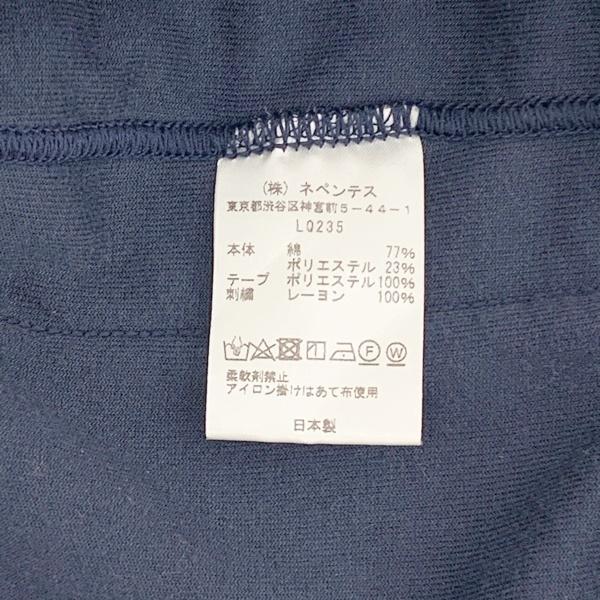 (株) ネペンテス
東京都渋谷区神宮前5-44-1
LQ235
本体 綿 77%
ポリエステル 23%
テープ ポリエステル100%
刺繍 レーヨン 100%
F W
柔軟剤禁止
アイロン掛けはあて布使用
日本製